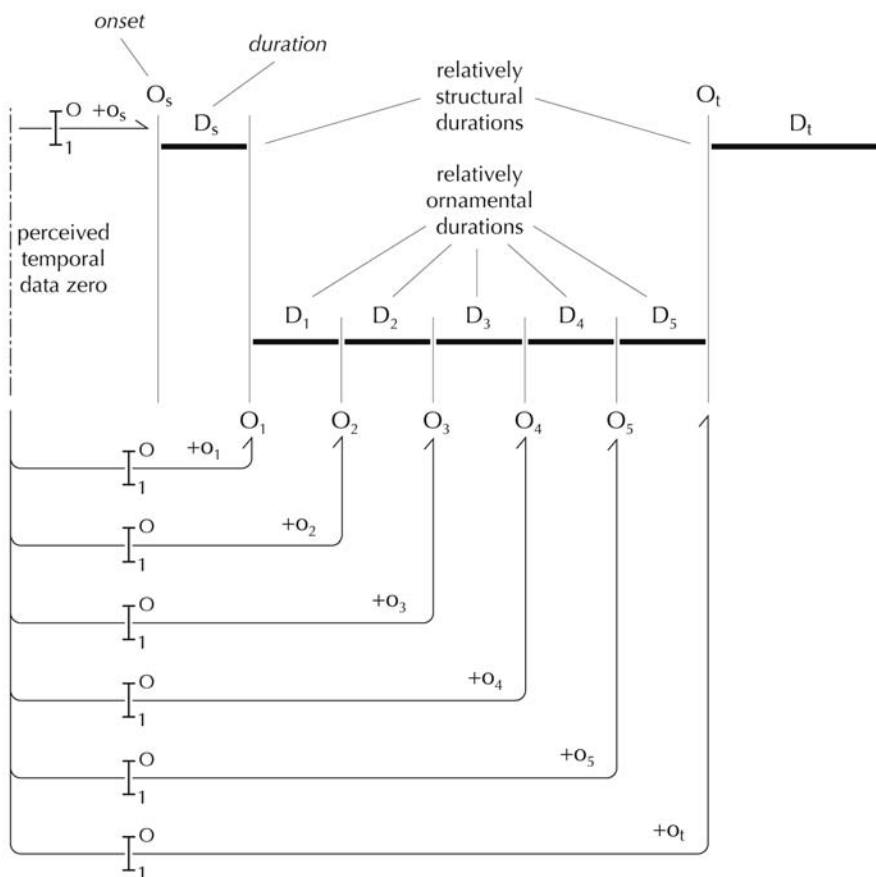 onset
duration
relatively
structural
durations
O +oₛ
1
Oₛ
Dₛ
Oₜ
Dₜ
relatively
ornamental
durations
perceived
temporal
data zero
D₁ D₂ D₃ D₄ D₅
O₁ O₂ O₃ O₄ O₅
O +o₁
1
O +o₂
1
O +o₃
1
O +o₄
1
O +o₅
1
O +oₜ
1